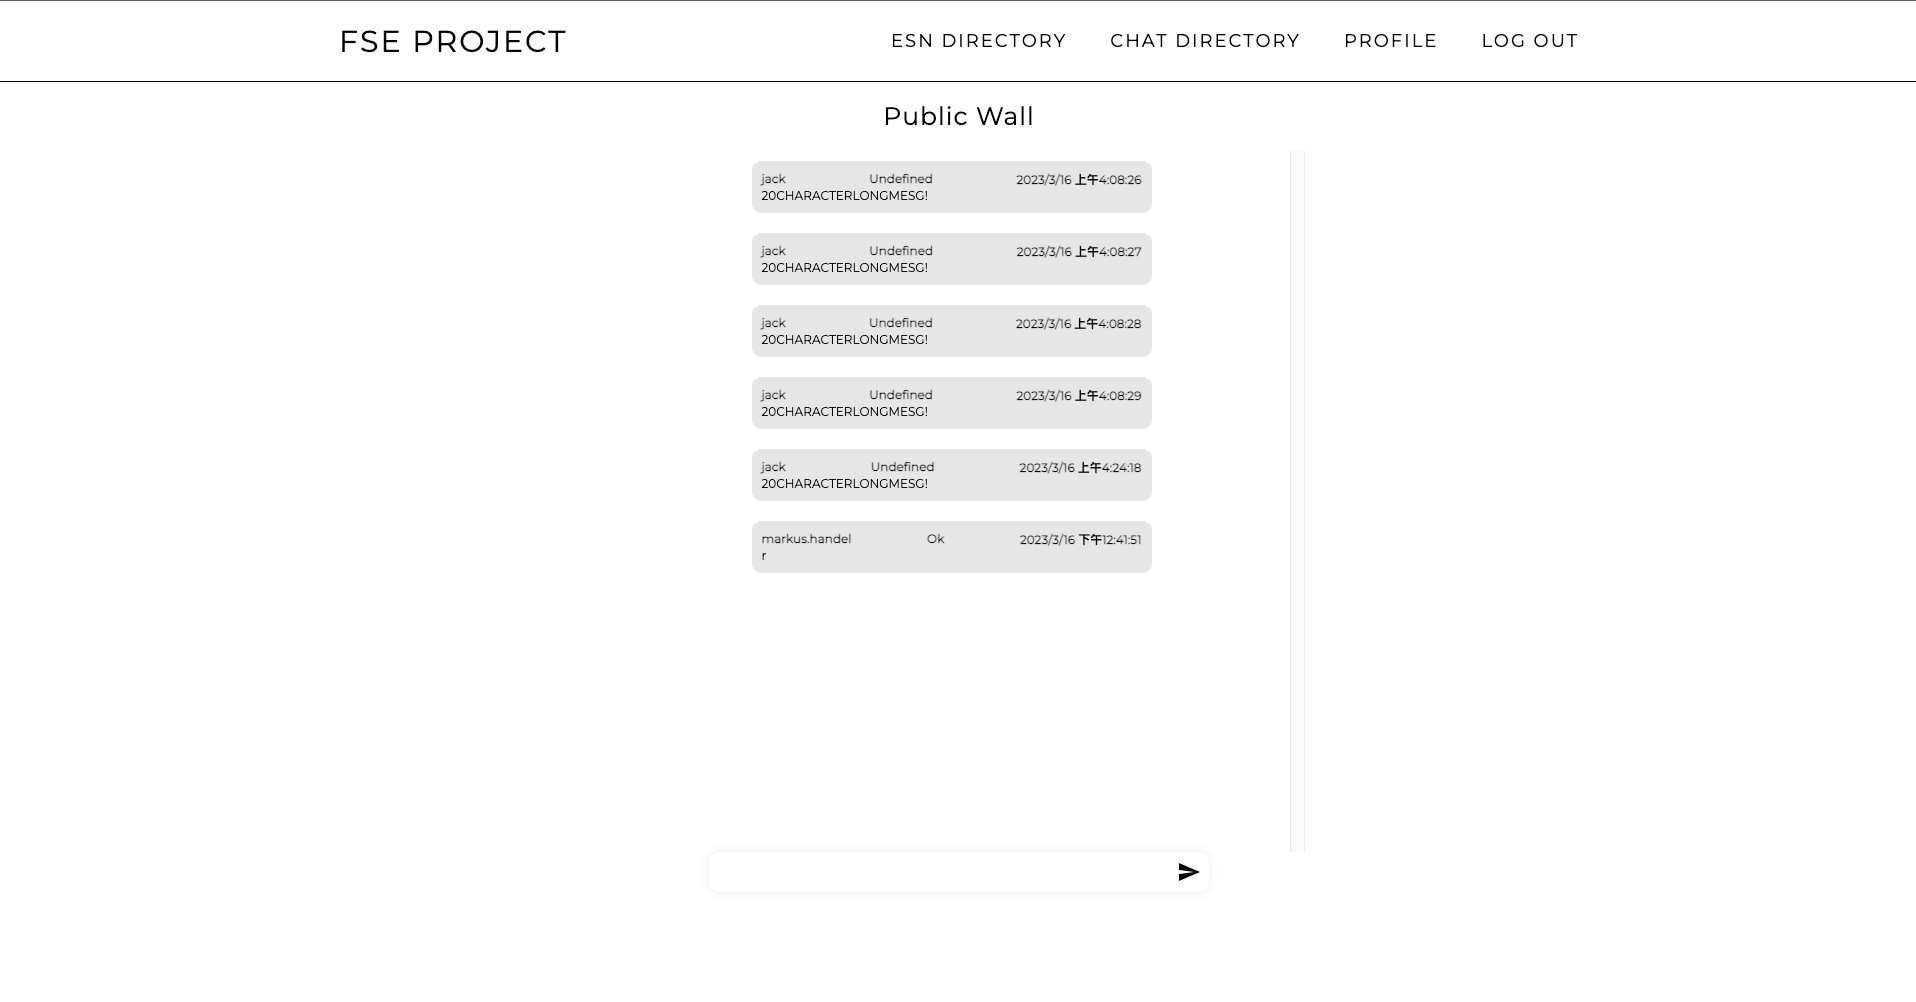 FSE PROJECT ESN DIRECTORY CHAT DIRECTORY PROFILE LOG OUT
Public Wall
jack Undefined 2023/3/16 上午4:08:26
20CHARACTERLONGMESG!
jack Undefined 2023/3/16 上午4:08:27
20CHARACTERLONGMESG!
jack Undefined 2023/3/16 上午4:08:28
20CHARACTERLONGMESG!
jack Undefined 2023/3/16 上午4:08:29
20CHARACTERLONGMESG!
jack Undefined 2023/3/16 上午4:24:18
20CHARACTERLONGMESG!
markus.handel Ok 2023/3/16 下午12:41:51
r